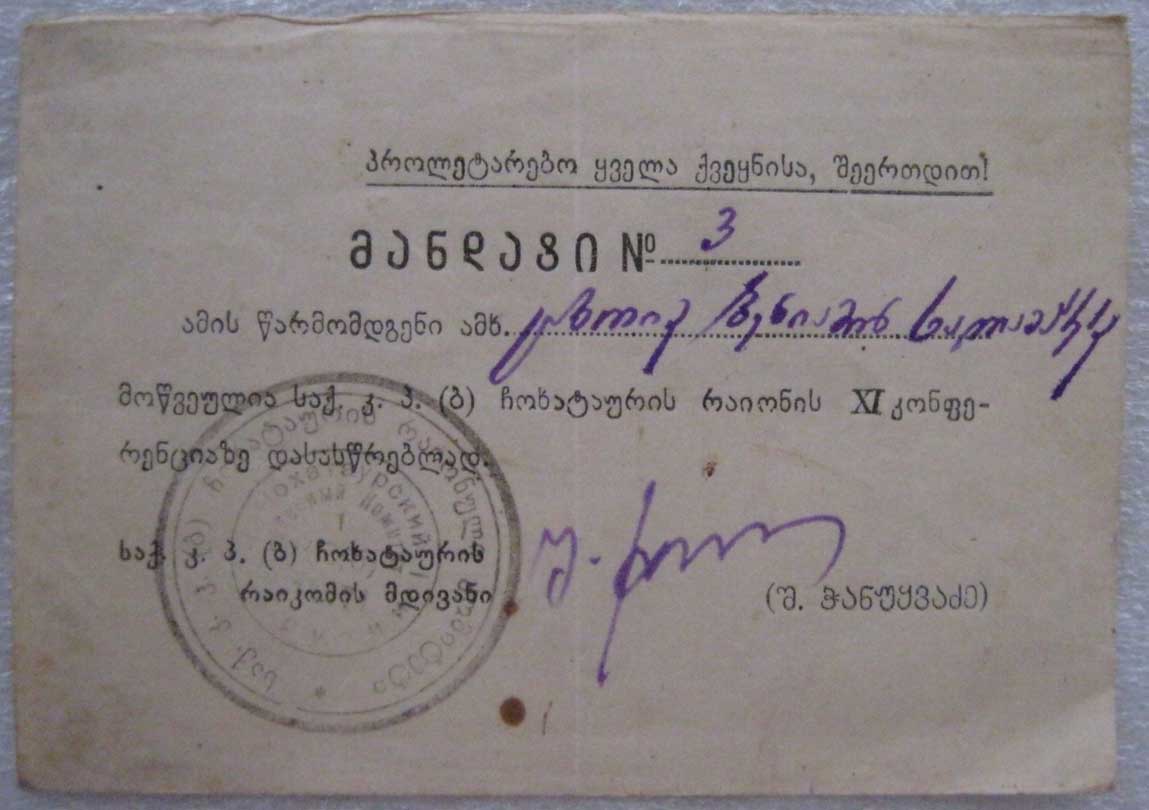 პროლეტარებო ყველა ქვეყნისა, შეერთდით!
მანდატი № 3
ამის წარმომდგენი ამხ.
მოწვეულია საქ. კ. პ. (ბ) ჩოხატაურის რაიონის XI კონფე-
რენციაზე დასასწრებლად.
საქ. კ. პ. (ბ) ჩოხატაურის
რაიკომის მდივანი
(შ. ჭანუყვაძე)